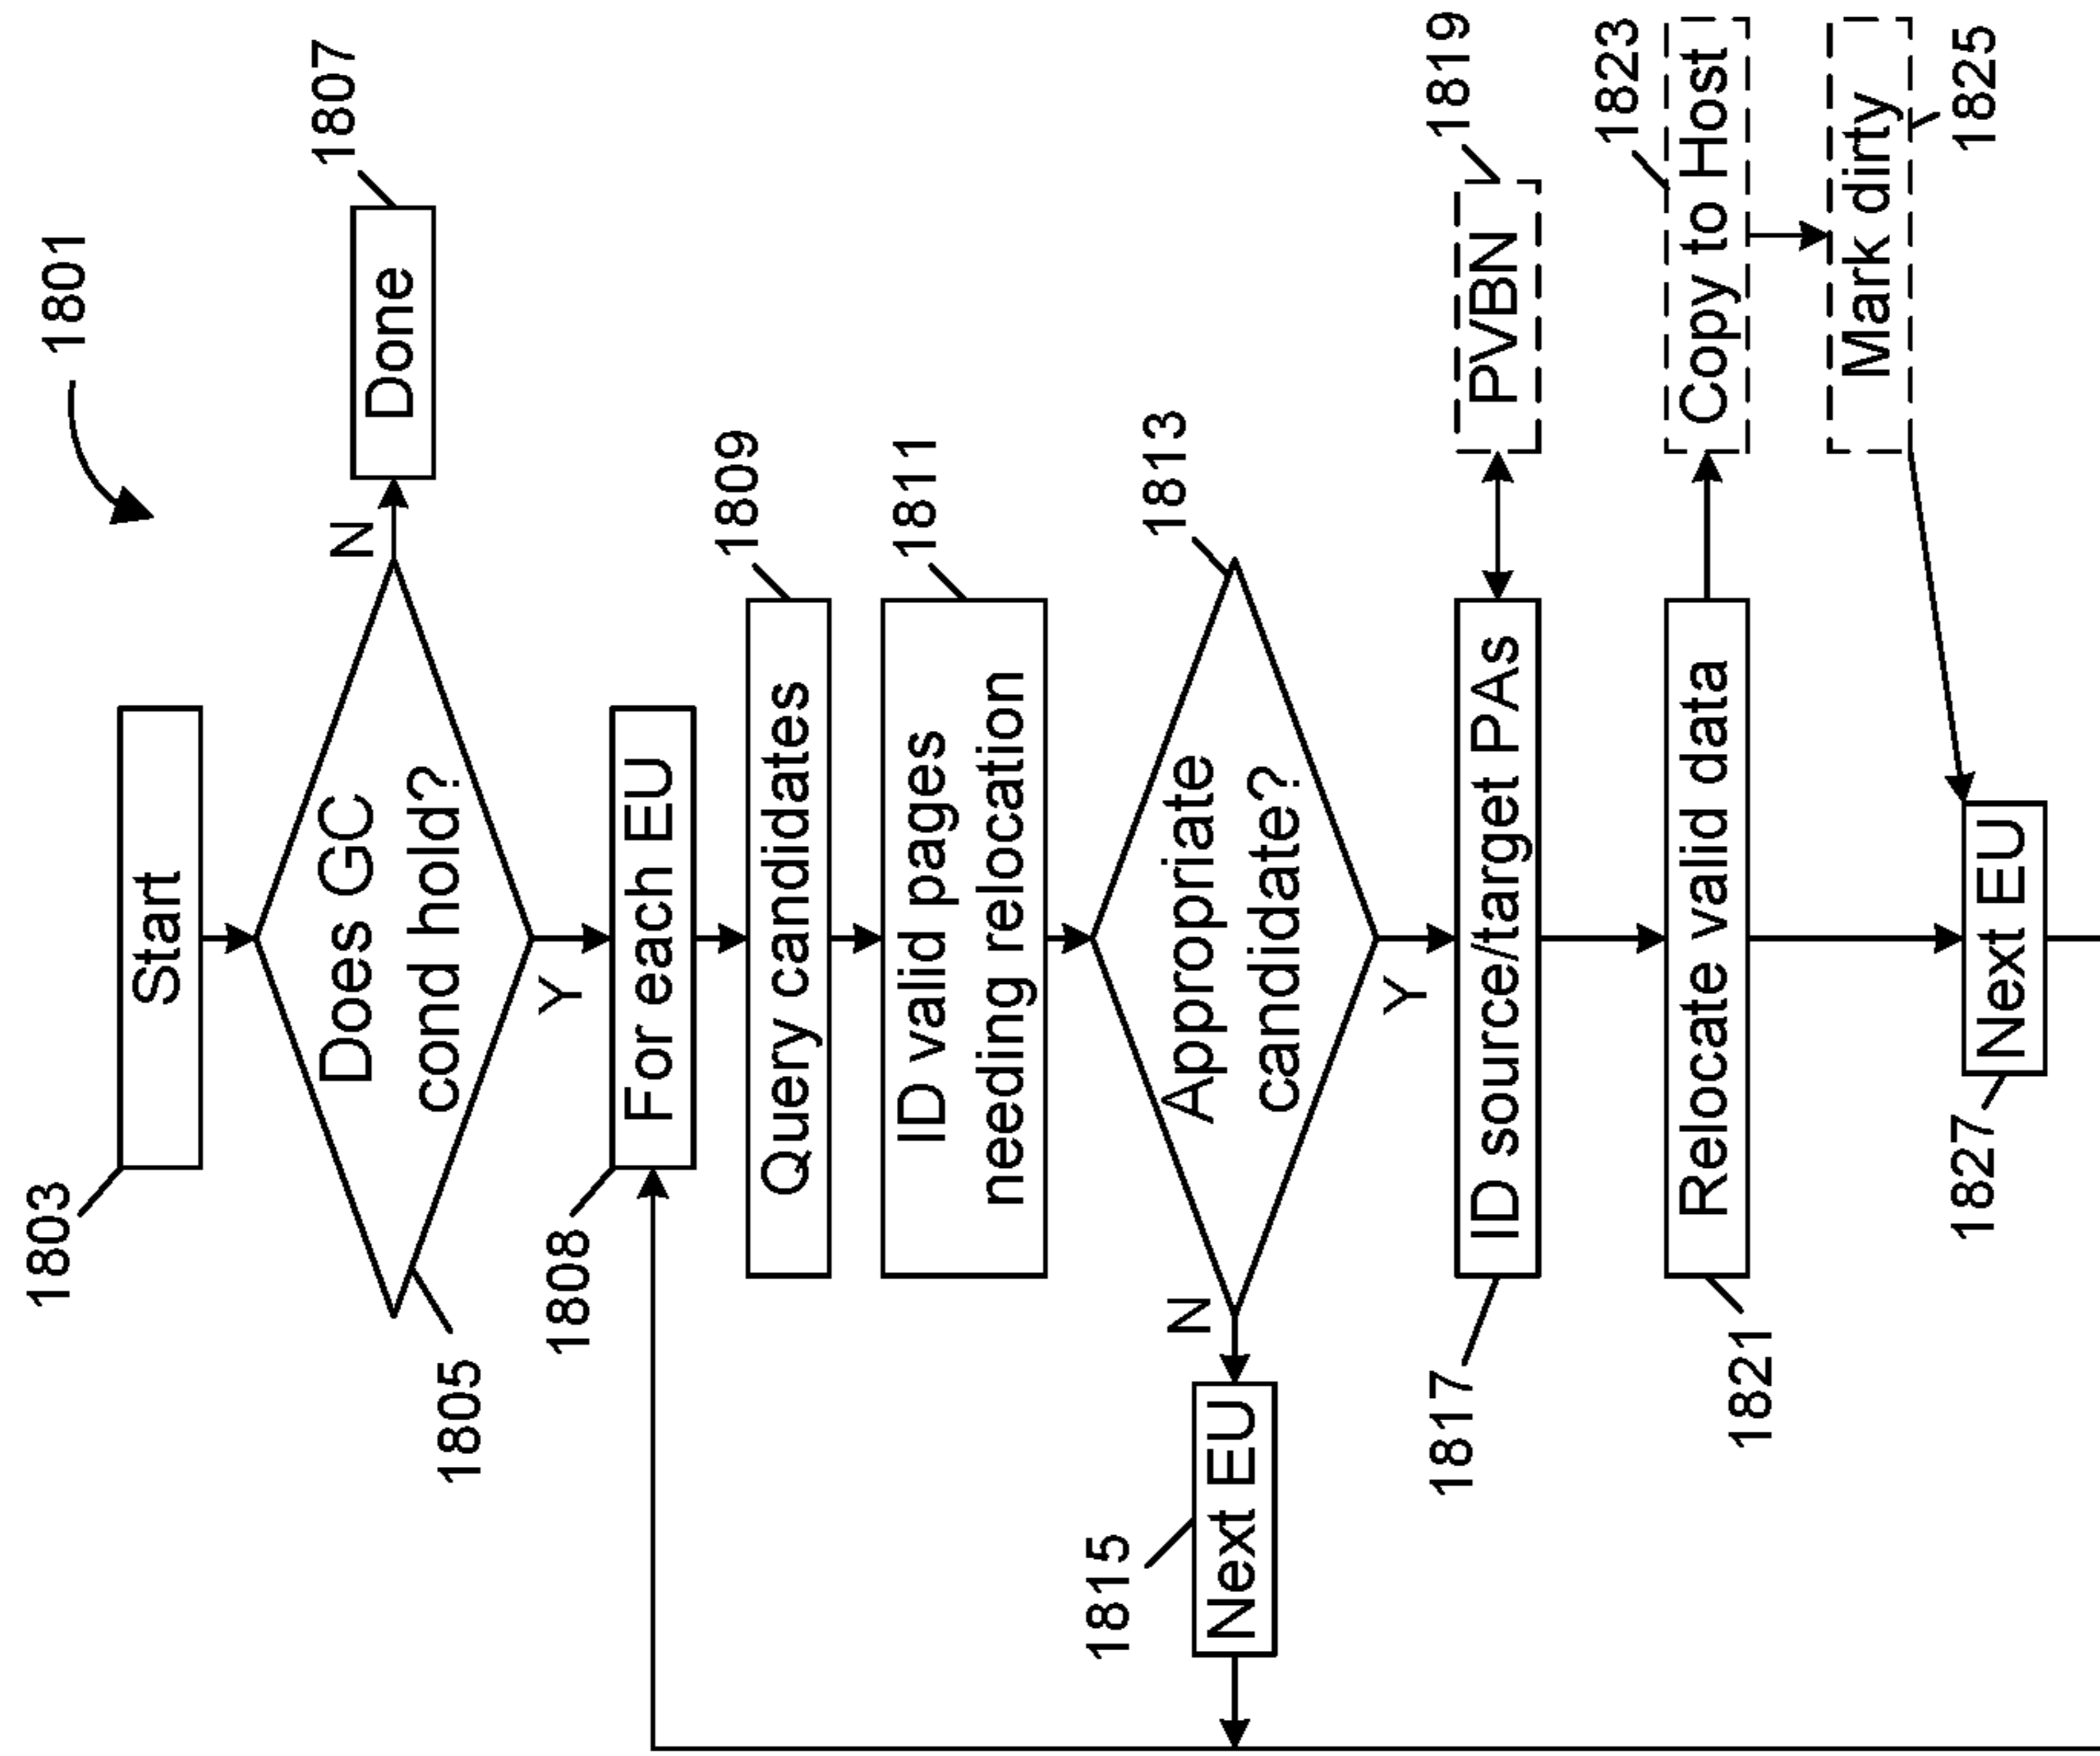 1801
1803
Start
1805
Does GC
cond hold?
N
Done
1807
Y
1808
For each EU
Query candidates
1809
ID valid pages
needing relocation
1811
Appropriate
candidate?
1813
N
Next EU
1815
Y
1817
ID source/target PAs
PVBN
1819
1821
Relocate valid data
Copy to Host
1823
Mark dirty
1825
Next EU
1827